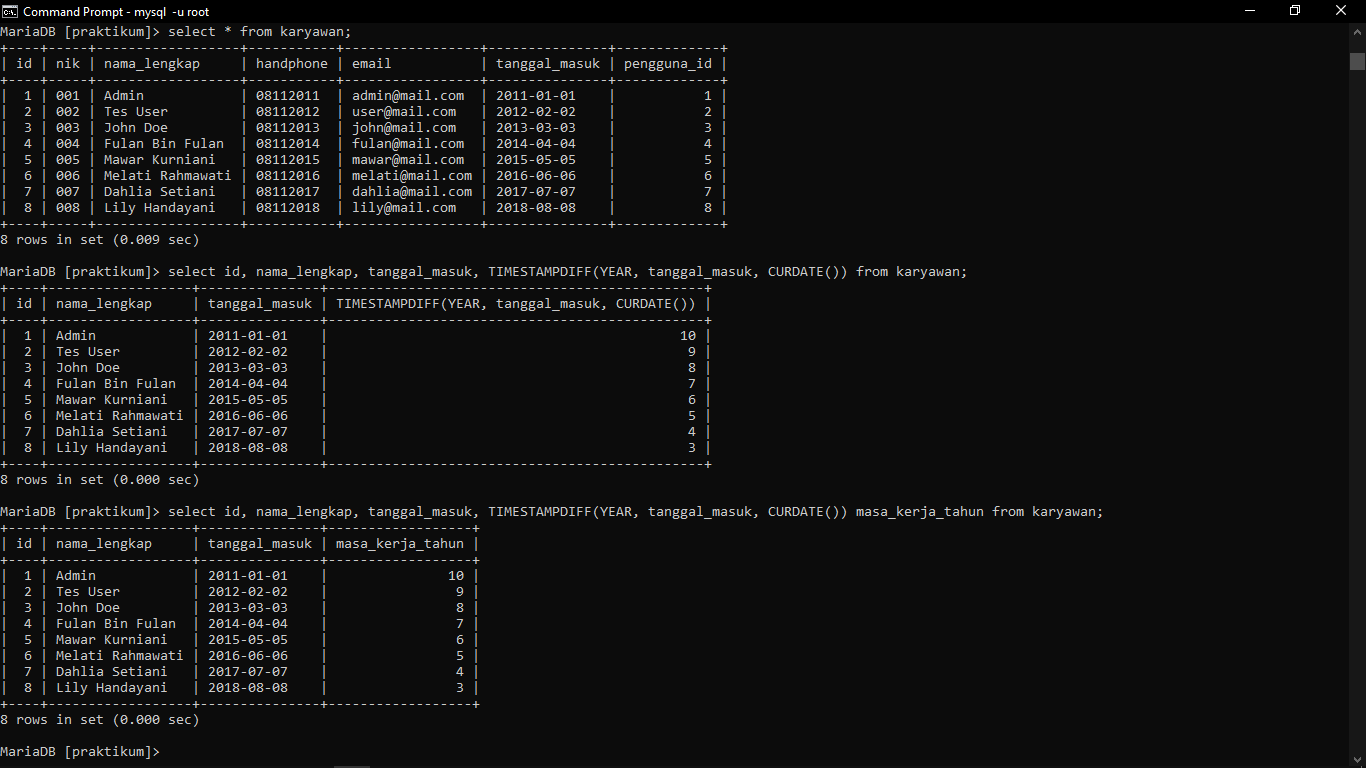 Command Prompt - mysql  -u root
MariaDB [praktikum]> select * from karyawan;
+----+-----+------------------+-----------+-----------------+---------------+-------------+
| id | nik | nama_lengkap     | handphone | email           | tanggal_masuk | pengguna_id |
+----+-----+------------------+-----------+-----------------+---------------+-------------+
|  1 | 001 | Admin            | 08112011  | admin@mail.com  | 2011-01-01    |           1 |
|  2 | 002 | Tes User         | 08112012  | user@mail.com   | 2012-02-02    |           2 |
|  3 | 003 | John Doe         | 08112013  | john@mail.com   | 2013-03-03    |           3 |
|  4 | 004 | Fulan Bin Fulan  | 08112014  | fulan@mail.com  | 2014-04-04    |           4 |
|  5 | 005 | Mawar Kurniani   | 08112015  | mawar@mail.com  | 2015-05-05    |           5 |
|  6 | 006 | Melati Rahmawati | 08112016  | melati@mail.com | 2016-06-06    |           6 |
|  7 | 007 | Dahlia Setiani   | 08112017  | dahlia@mail.com | 2017-07-07    |           7 |
|  8 | 008 | Lily Handayani   | 08112018  | lily@mail.com   | 2018-08-08    |           8 |
+----+-----+------------------+-----------+-----------------+---------------+-------------+
8 rows in set (0.009 sec)
MariaDB [praktikum]> select id, nama_lengkap, tanggal_masuk, TIMESTAMPDIFF(YEAR, tanggal_masuk, CURDATE()) from karyawan;
+----+------------------+---------------+-----------------------------------------------+
| id | nama_lengkap     | tanggal_masuk | TIMESTAMPDIFF(YEAR, tanggal_masuk, CURDATE()) |
+----+------------------+---------------+-----------------------------------------------+
|  1 | Admin            | 2011-01-01    |                                            10 |
|  2 | Tes User         | 2012-02-02    |                                             9 |
|  3 | John Doe         | 2013-03-03    |                                             8 |
|  4 | Fulan Bin Fulan  | 2014-04-04    |                                             7 |
|  5 | Mawar Kurniani   | 2015-05-05    |                                             6 |
|  6 | Melati Rahmawati | 2016-06-06    |                                             5 |
|  7 | Dahlia Setiani   | 2017-07-07    |                                             4 |
|  8 | Lily Handayani   | 2018-08-08    |                                             3 |
+----+------------------+---------------+-----------------------------------------------+
8 rows in set (0.000 sec)
MariaDB [praktikum]> select id, nama_lengkap, tanggal_masuk, TIMESTAMPDIFF(YEAR, tanggal_masuk, CURDATE()) masa_kerja_tahun from karyawan;
+----+------------------+---------------+------------------+
| id | nama_lengkap     | tanggal_masuk | masa_kerja_tahun |
+----+------------------+---------------+------------------+
|  1 | Admin            | 2011-01-01    |               10 |
|  2 | Tes User         | 2012-02-02    |                9 |
|  3 | John Doe         | 2013-03-03    |                8 |
|  4 | Fulan Bin Fulan  | 2014-04-04    |                7 |
|  5 | Mawar Kurniani   | 2015-05-05    |                6 |
|  6 | Melati Rahmawati | 2016-06-06    |                5 |
|  7 | Dahlia Setiani   | 2017-07-07    |                4 |
|  8 | Lily Handayani   | 2018-08-08    |                3 |
+----+------------------+---------------+------------------+
8 rows in set (0.000 sec)
MariaDB [praktikum]>